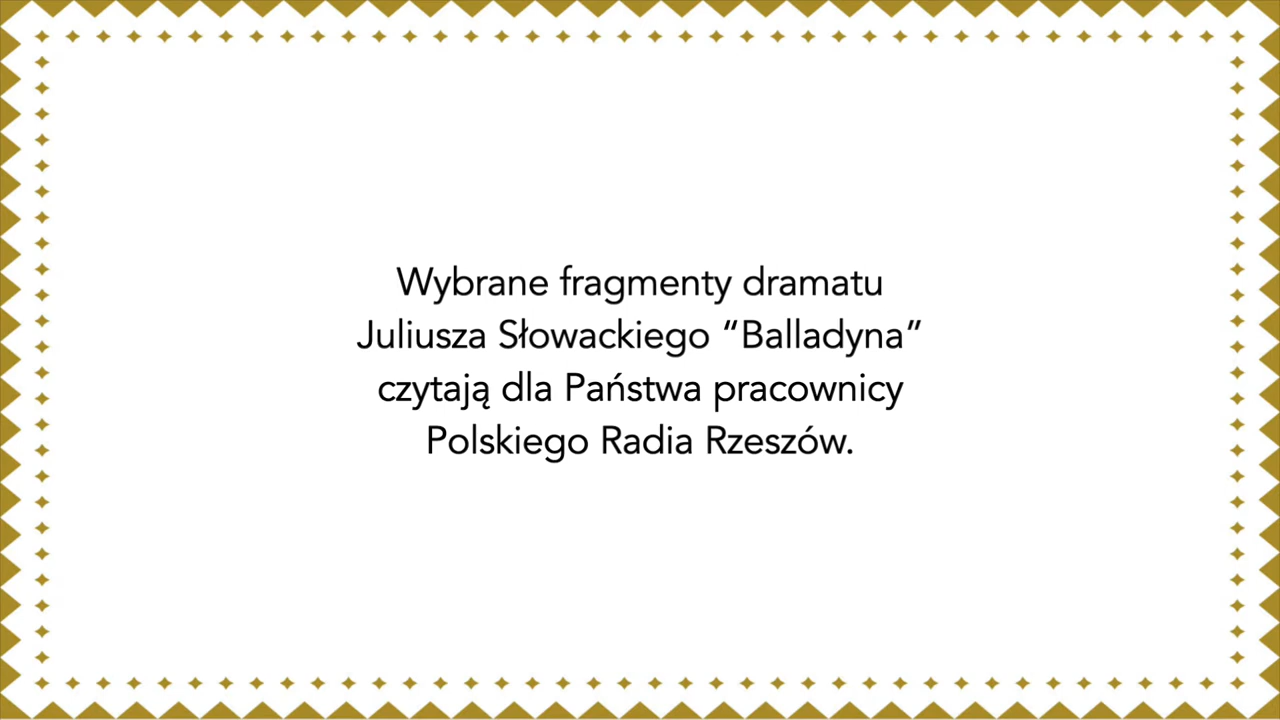 Wybrane fragmenty dramatu
Juliusza Słowackiego “Balladyna”
czytają dla Państwa pracownicy
Polskiego Radia Rzeszów.